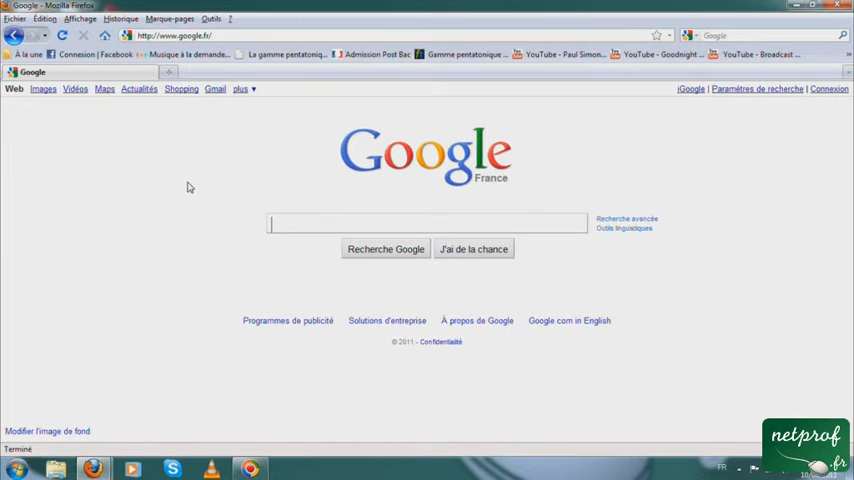 Google - Mozilla Firefox
Fichier Édition Affichage Historique Marque-pages Outils ?
http://www.google.fr/ Google
À la une Connexion | Facebook Musique à la demande... La gamme pentatoniq... Admission Post Bac Gamme pentatonique ... YouTube - Paul Simon... YouTube - Goodnight ... YouTube - Broadcast ...
Google
Web Images Vidéos Maps Actualités Shopping Gmail plus ▼ iGoogle | Paramètres de recherche | Connexion
Google
France
Recherche avancée
Outils linguistiques
Recherche Google J'ai de la chance
Programmes de publicité Solutions d'entreprise À propos de Google Google.com in English
© 2011 - Confidentialité
Modifier l'image de fond
Terminé
netprof
.fr
FR